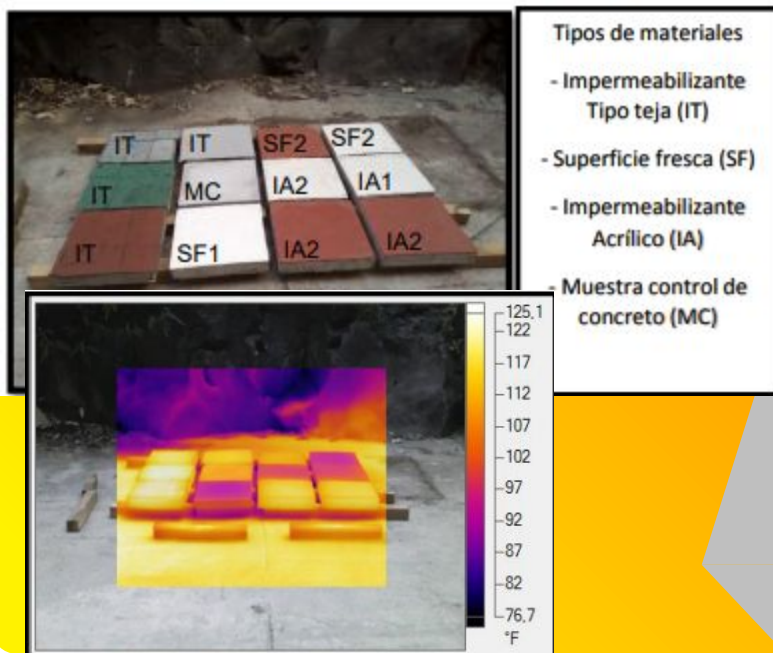 IT
IT
SF2
SF2
IT
MC
IA2
IA1
IT
SF1
IA2
IA2
Tipos de materiales
- Impermeabilizante
Tipo teja (IT)
- Superficie fresca (SF)
- Impermeabilizante
Acrílico (IA)
- Muestra control de
concreto (MC)
125,1
122
117
112
107
102
97
92
87
82
76,7
°F